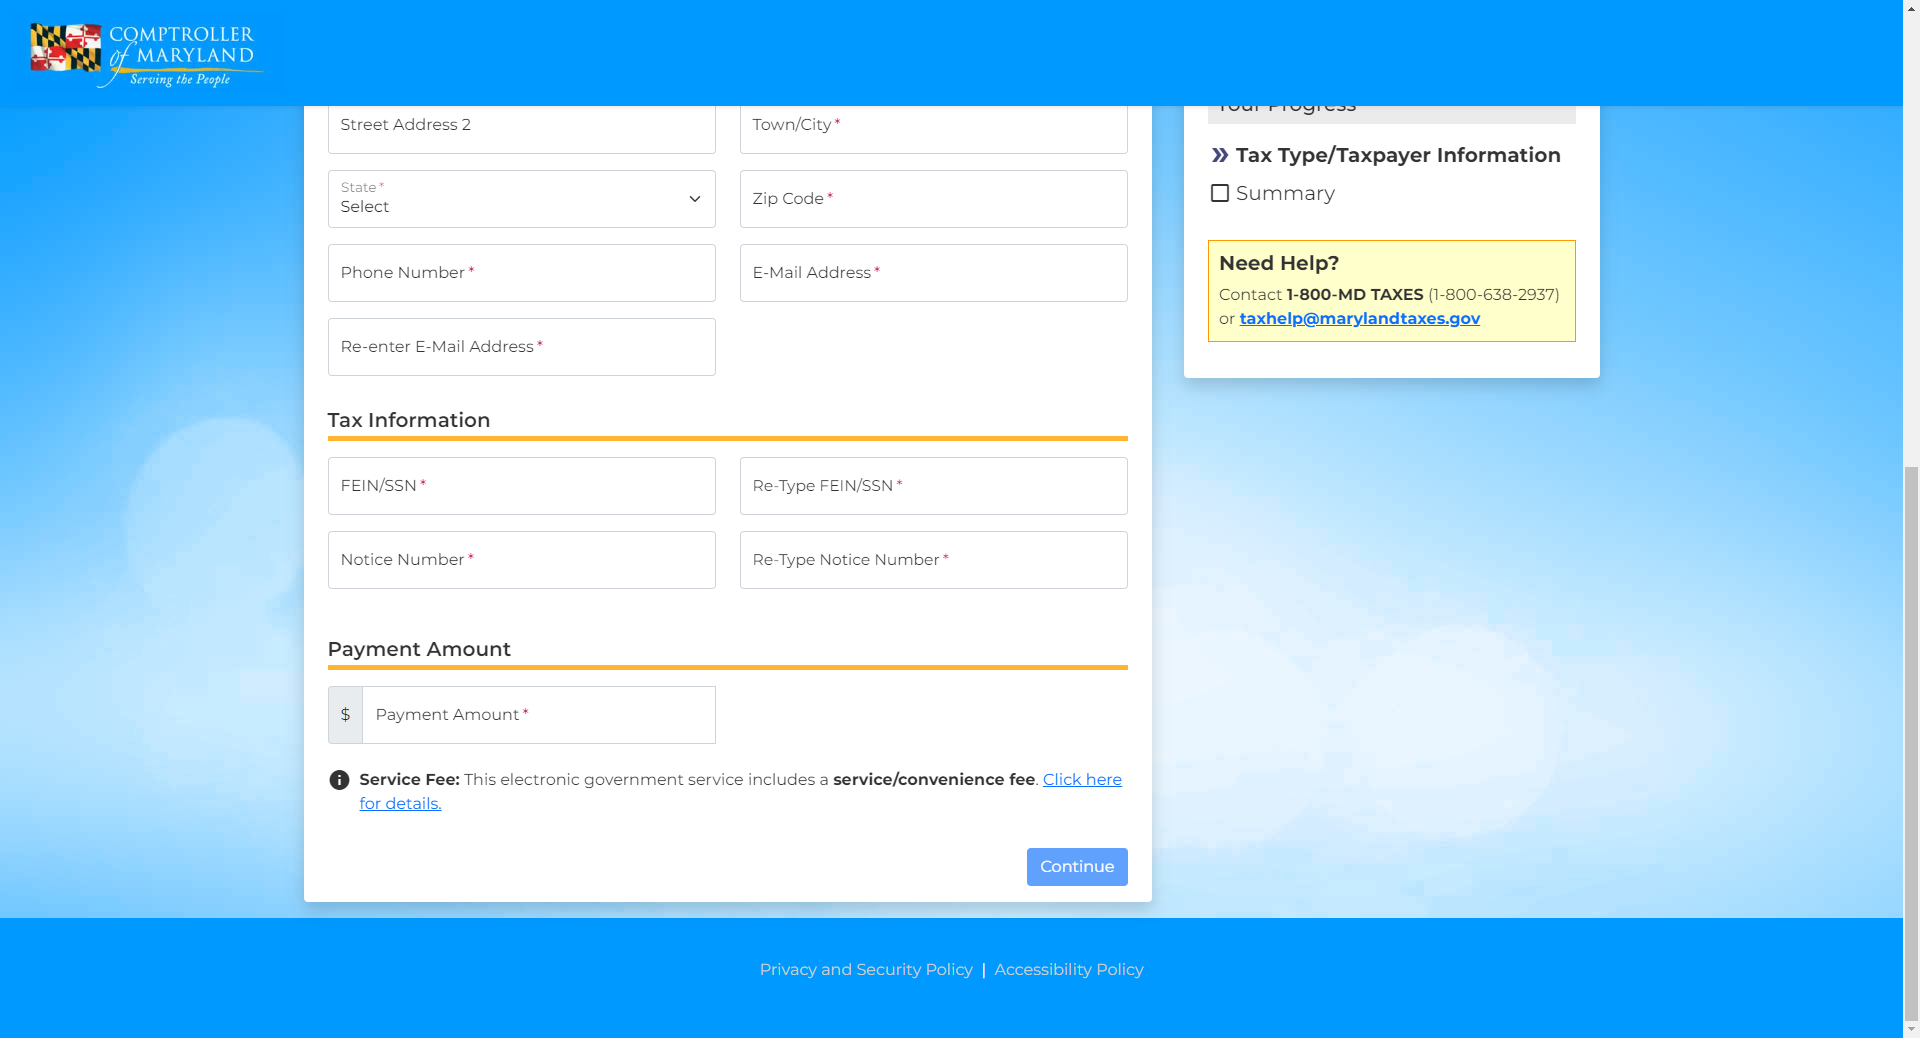 COMPTROLLER
of MARYLAND
Serving the People
Street Address 2
Town/City *
State *
Select
Zip Code *
Phone Number *
E-Mail Address *
Re-enter E-Mail Address *
Tax Information
FEIN/SSN *
Re-Type FEIN/SSN *
Notice Number *
Re-Type Notice Number *
Payment Amount
$ Payment Amount *
Service Fee: This electronic government service includes a service/convenience fee. Click here
for details.
Continue
Your Progress
Tax Type/Taxpayer Information
Summary
Need Help?
Contact 1-800-MD TAXES (1-800-638-2937)
or taxhelp@marylandtaxes.gov
Privacy and Security Policy | Accessibility Policy